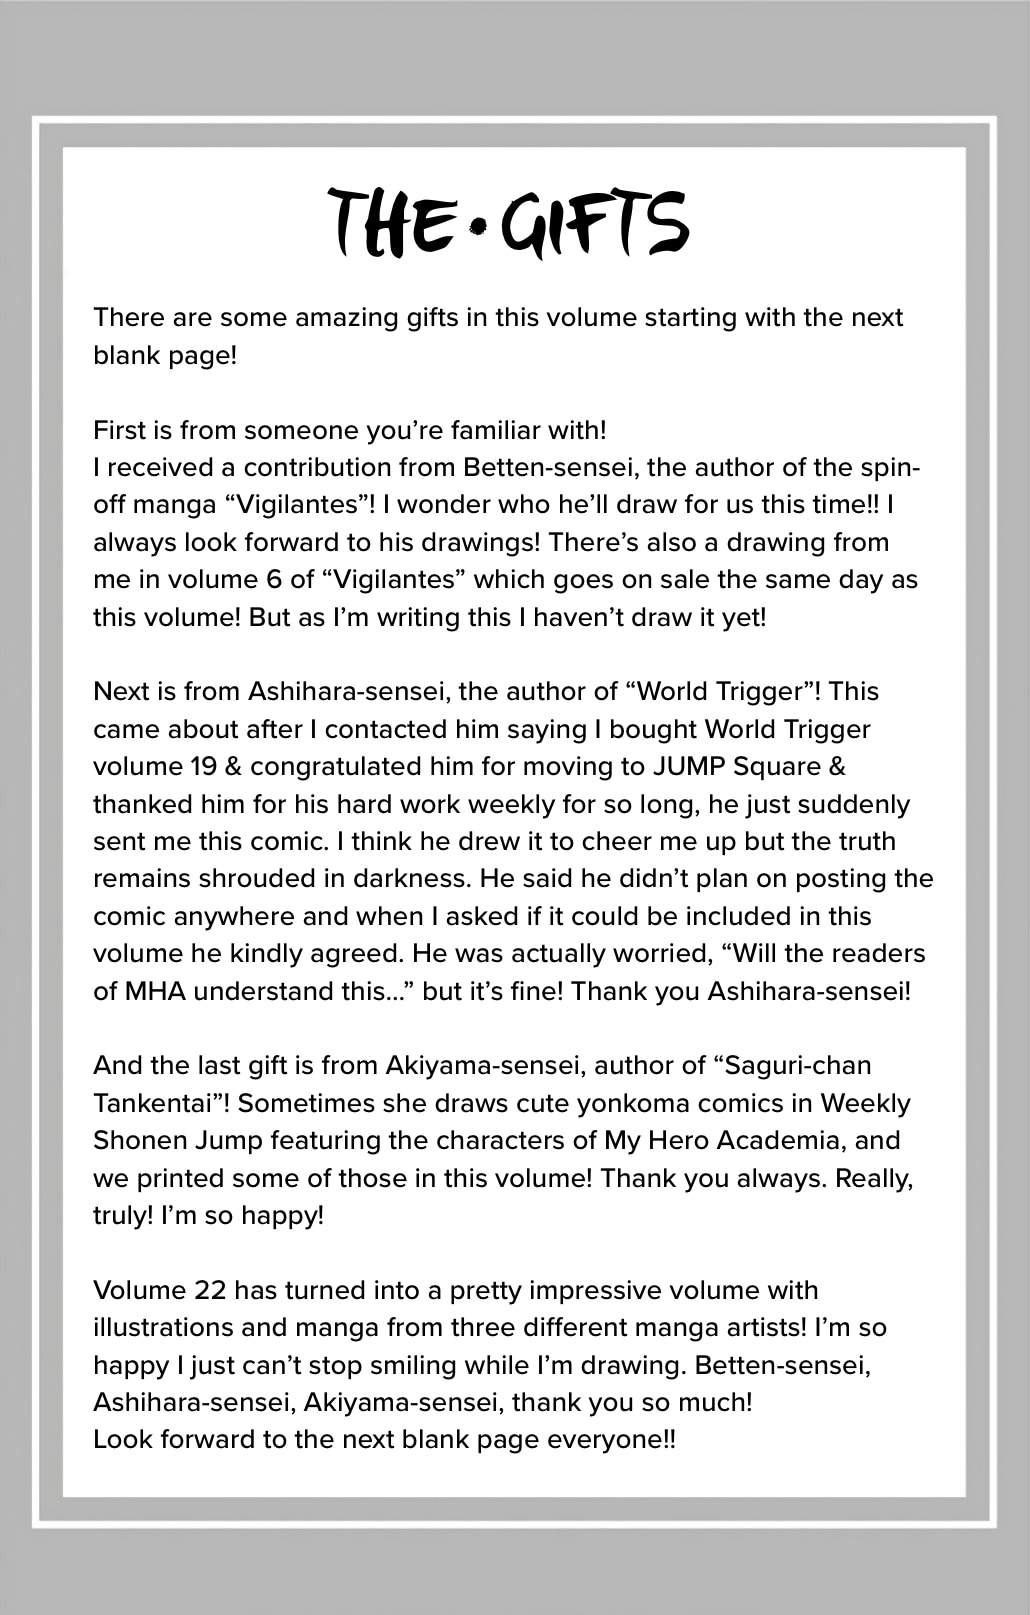 THE•GIFTS
There are some amazing gifts in this volume starting with the next
blank page!
First is from someone you’re familiar with!
I received a contribution from Betten-sensei, the author of the spin-
off manga “Vigilantes”! I wonder who he’ll draw for us this time!! I
always look forward to his drawings! There’s also a drawing from
me in volume 6 of “Vigilantes” which goes on sale the same day as
this volume! But as I’m writing this I haven’t draw it yet!
Next is from Ashihara-sensei, the author of “World Trigger”! This
came about after I contacted him saying I bought World Trigger
volume 19 & congratulated him for moving to JUMP Square &
thanked him for his hard work weekly for so long, he just suddenly
sent me this comic. I think he drew it to cheer me up but the truth
remains shrouded in darkness. He said he didn’t plan on posting the
comic anywhere and when I asked if it could be included in this
volume he kindly agreed. He was actually worried, “Will the readers
of MHA understand this...” but it’s fine! Thank you Ashihara-sensei!
And the last gift is from Akiyama-sensei, author of “Saguri-chan
Tankentai”! Sometimes she draws cute yonkoma comics in Weekly
Shonen Jump featuring the characters of My Hero Academia, and
we printed some of those in this volume! Thank you always. Really,
truly! I’m so happy!
Volume 22 has turned into a pretty impressive volume with
illustrations and manga from three different manga artists! I’m so
happy I just can’t stop smiling while I’m drawing. Betten-sensei,
Ashihara-sensei, Akiyama-sensei, thank you so much!
Look forward to the next blank page everyone!!